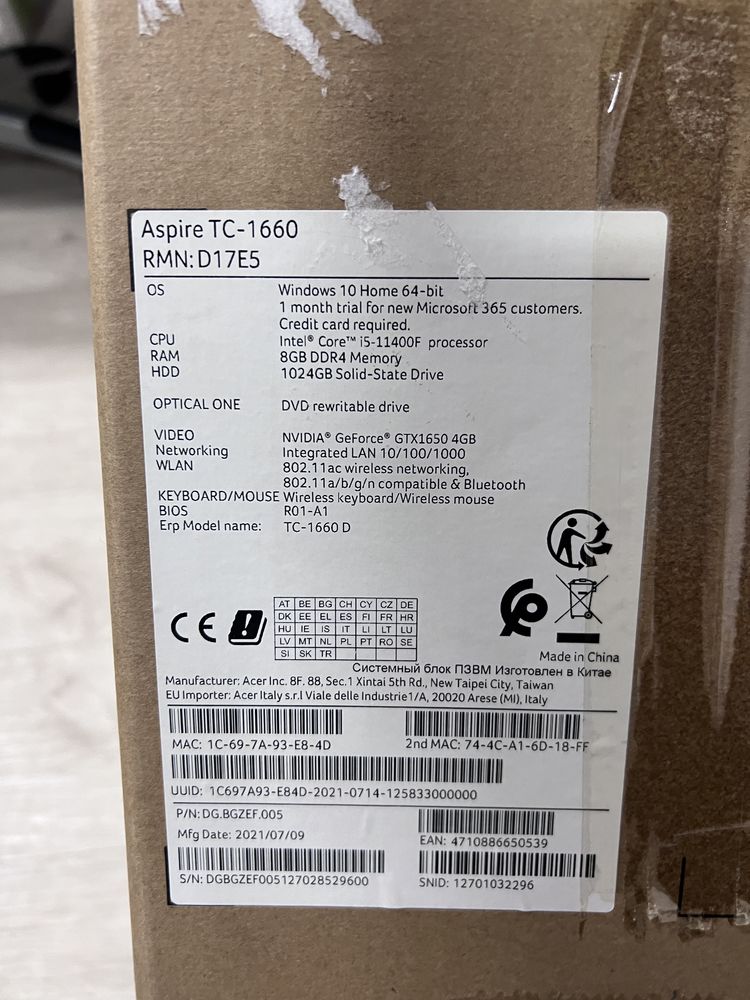 Aspire TC-1660
RMN: D17E5
OS Windows 10 Home 64-bit
1 month trial for new Microsoft 365 customers.
Credit card required.
CPU Intel® Core™ i5-11400F processor
RAM 8GB DDR4 Memory
HDD 1024GB Solid-State Drive
OPTICAL ONE DVD rewritable drive
VIDEO NVIDIA® GeForce® GTX1650 4GB
Networking Integrated LAN 10/100/1000
WLAN 802.11ac wireless networking,
802.11a/b/g/n compatible & Bluetooth
KEYBOARD/MOUSE Wireless keyboard/Wireless mouse
BIOS R01-A1
Erp Model name: TC-1660 D
CE
AT BE BG CH CY CZ DE
DK EE EL ES FI FR HR
HU IE IS IT LI LT LU
LV MT NL PL PT RO SE
SI SK TR
Made in China
Системный блок ПЗВМ Изготовлен в Китае
Manufacturer: Acer Inc. 8F. 88, Sec.1 Xintai 5th Rd., New Taipei City, Taiwan
EU Importer: Acer Italy s.r.l Viale delle Industrie1/A, 20020 Arese (MI), Italy
MAC: 1C-69-7A-93-E8-4D 2nd MAC: 74-4C-A1-6D-18-FF
UUID: 1C697A93-E84D-2021-0714-125833000000
P/N: DG.BGZEF.005
Mfg Date: 2021/07/09
EAN: 4710886650539
S/N: DGBGZEF005127028529600
SNID: 12701032296